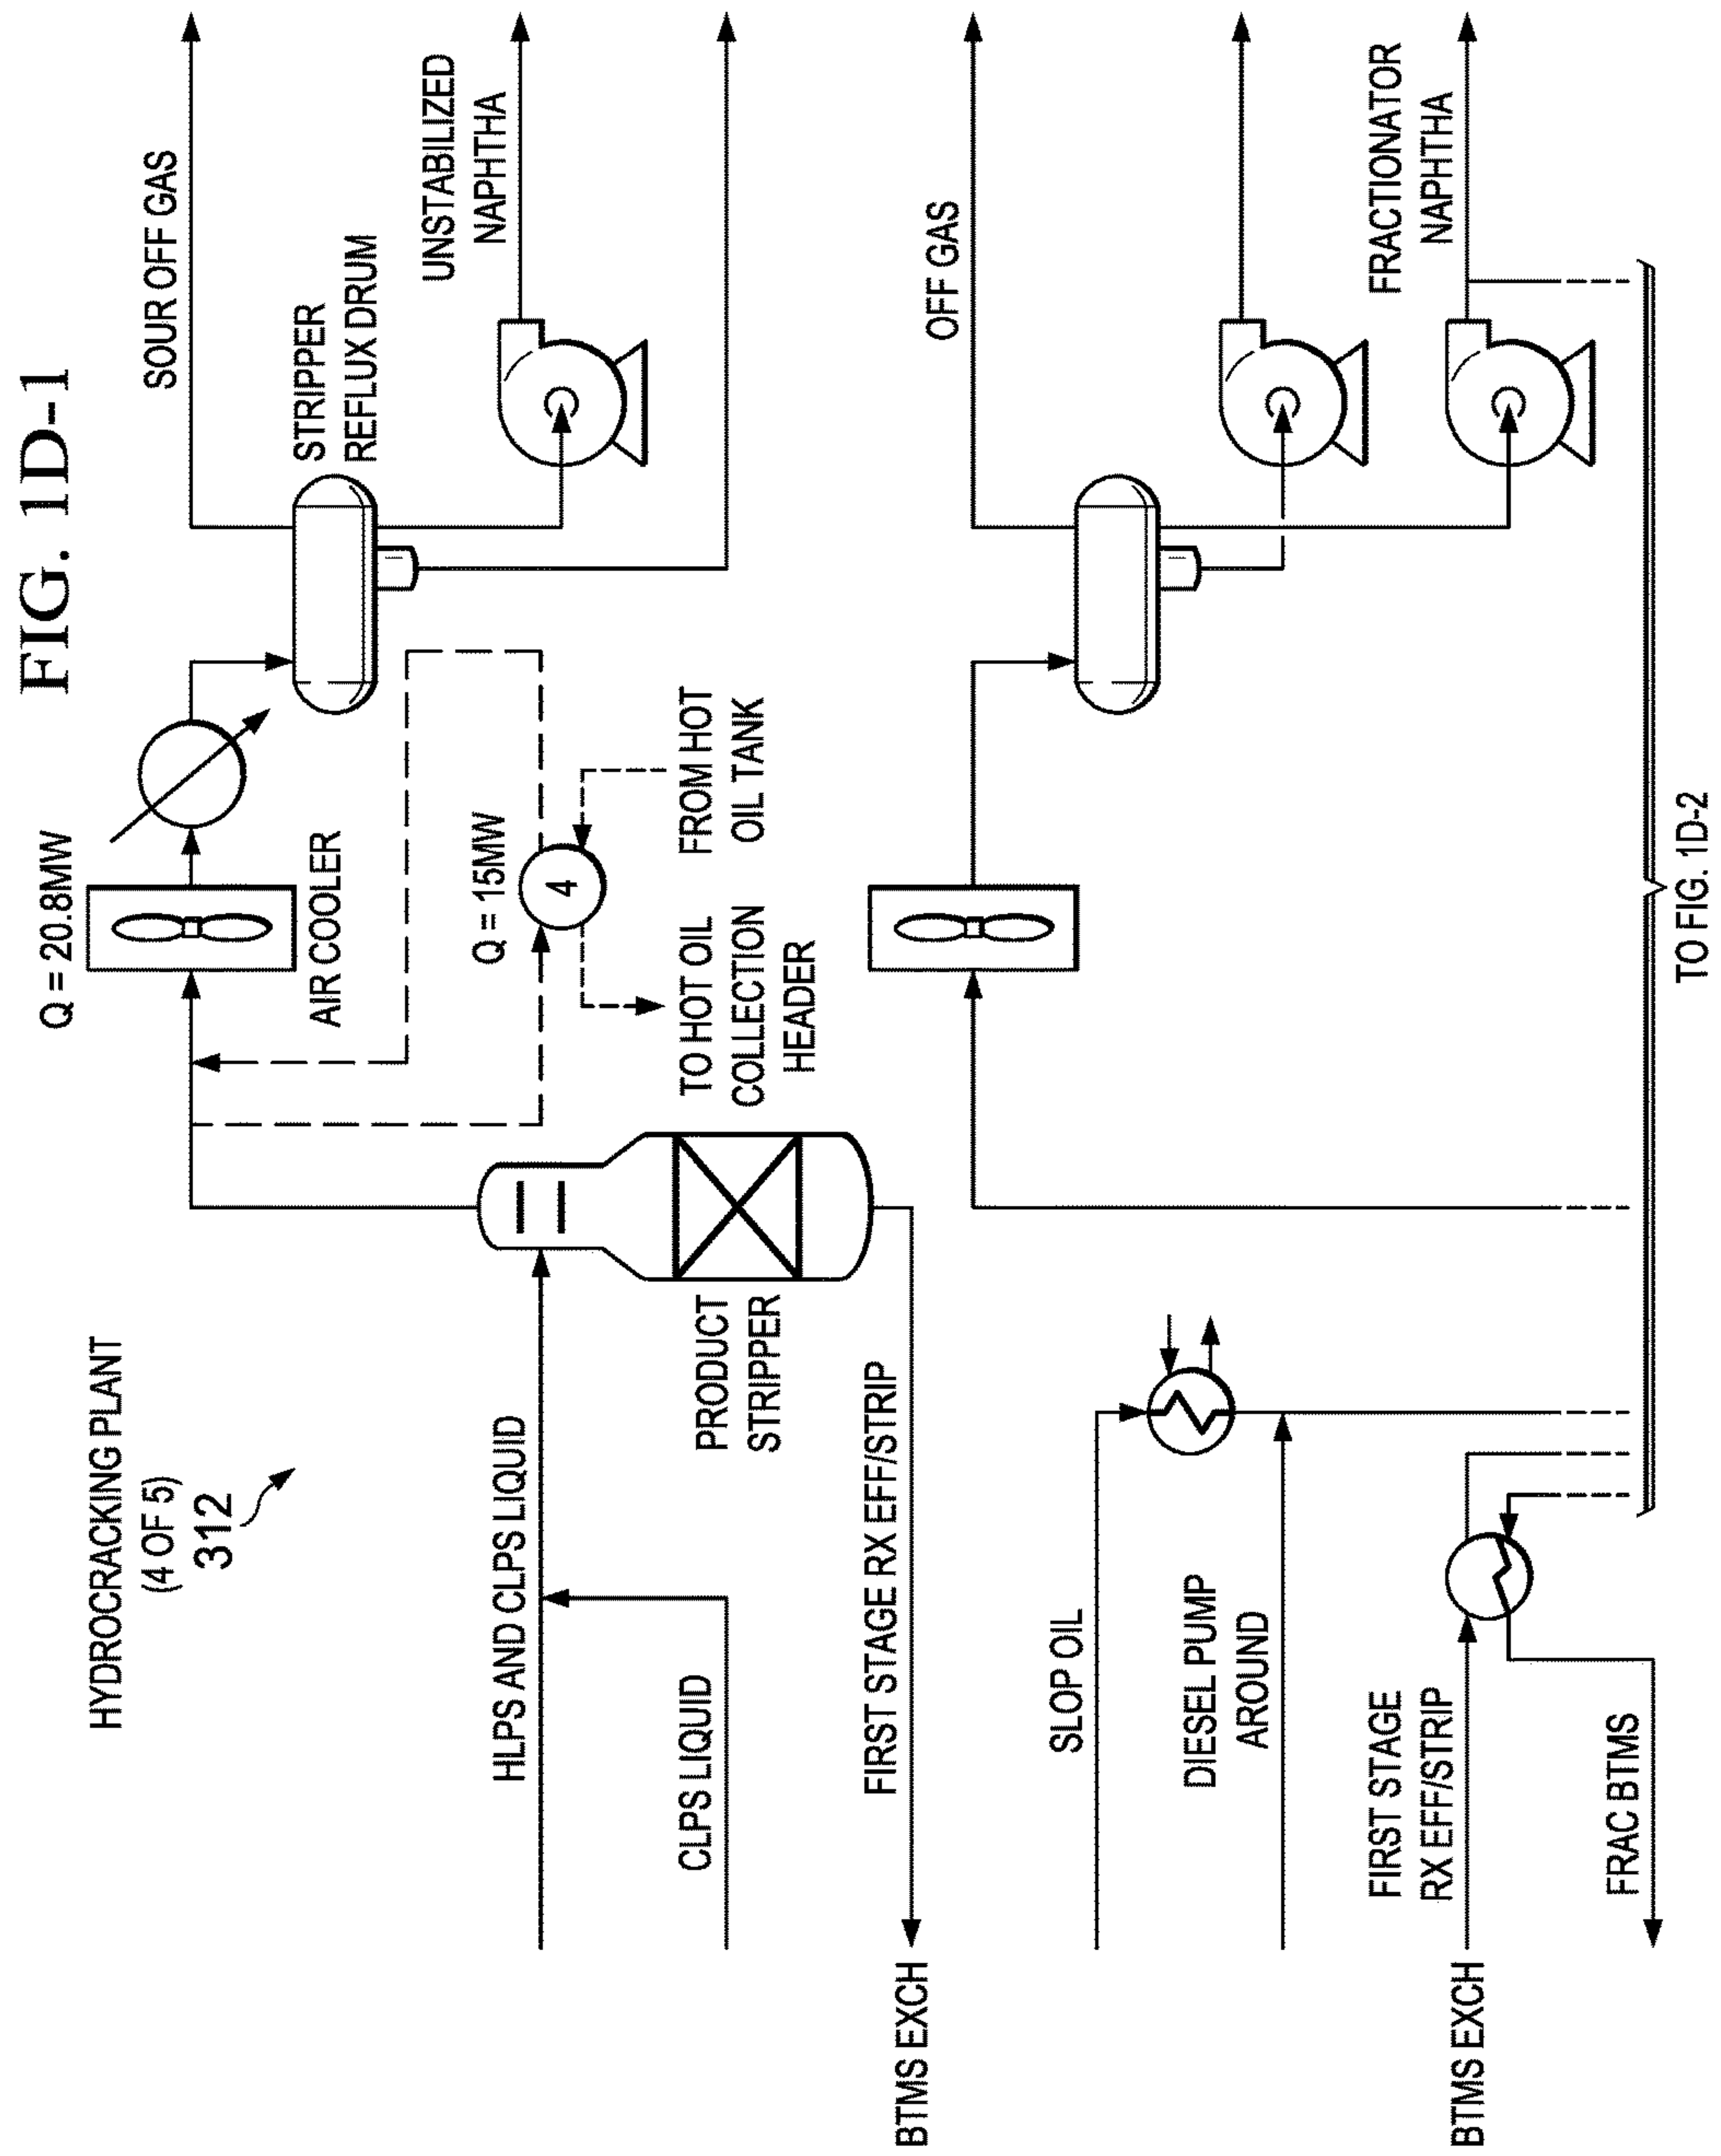 FIG. 1D-1
HYDROCRACKING PLANT
(4 OF 5)
312
Q = 20.8MW
AIR COOLER
SOUR OFF GAS
STRIPPER
REFLUX DRUM
UNSTABILIZED
NAPHTHA
Q = 15MW
4
FROM HOT
OIL TANK
TO HOT OIL
COLLECTION
HEADER
HLPS AND CLPS LIQUID
CLPS LIQUID
PRODUCT
STRIPPER
FIRST STAGE RX EFF/STRIP
BTMS EXCH
OFF GAS
SLOP OIL
DIESEL PUMP
AROUND
FIRST STAGE
RX EFF/STRIP
BTMS EXCH
FRAC BTMS
FRACTIONATOR
NAPHTHA
TO FIG. 1D-2